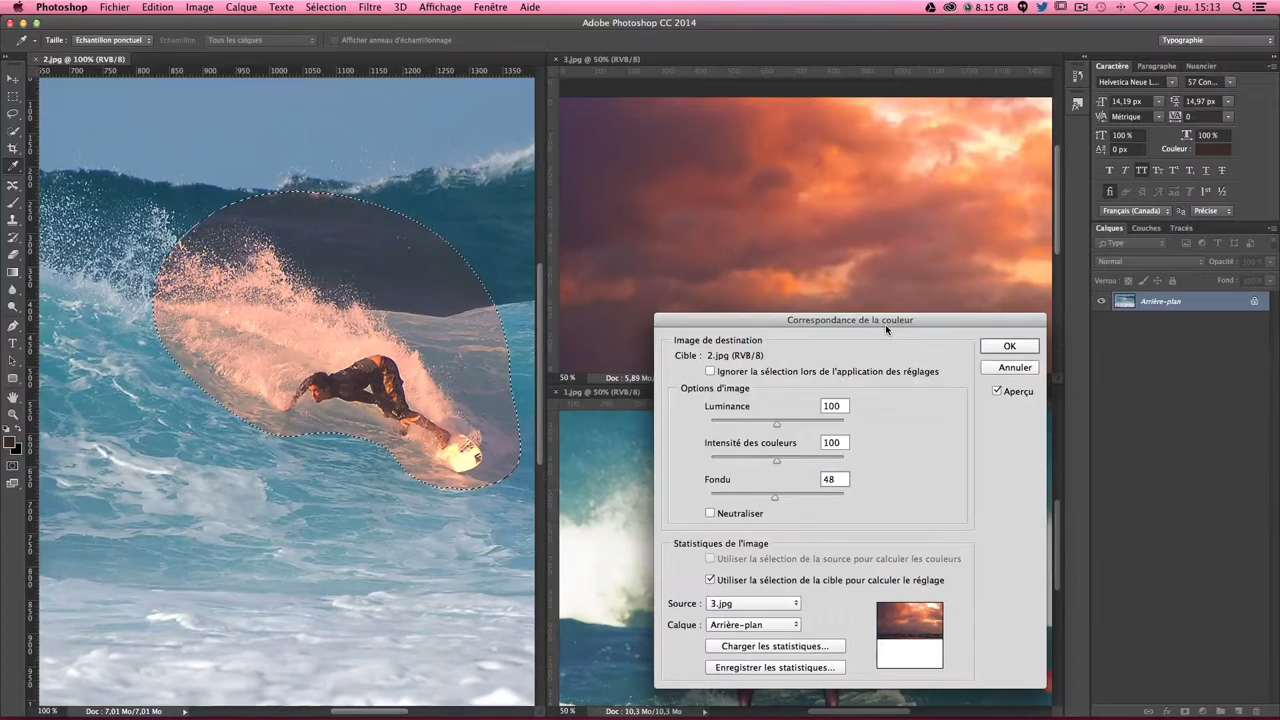 Photoshop Fichier Edition Image Calque Texte Sélection Filtre 3D Affichage Fenêtre Aide 8.15 GB jeu. 15:13
Adobe Photoshop CC 2014
Taille : Echantillon ponctuel Echantillon : Tous les calques Afficher anneau d'échantillonnage Typographie
2.jpg @ 100% (RVB/8)
3.jpg @ 50% (RVB/8)
Caractère Paragraphe Nuancier
Helvetica Neue L... 57 Con...
14,19 px 14,97 px
Métrique 0
100 % 100 %
0 px Couleur :
Français (Canada) Précise
Calques Couches Tracés
Type
Normal Opacité : 100 %
Verrou : Fond : 100 %
Arrière-plan
50 % Doc : 5,89 Mo
1.jpg @ 50% (RVB/8)
Correspondance de la couleur
Image de destination
Cible : 2.jpg (RVB/8)
Ignorer la sélection lors de l'application des réglages
OK
Annuler
Aperçu
Options d'image
Luminance 100
Intensité des couleurs 100
Fondu 48
Neutraliser
Statistiques de l'image
Utiliser la sélection de la source pour calculer les couleurs
Utiliser la sélection de la cible pour calculer le réglage
Source : 3.jpg
Calque : Arrière-plan
Charger les statistiques...
Enregistrer les statistiques...
100 % Doc : 7,01 Mo/7,01 Mo
50 % Doc : 10,3 Mo/10,3 Mo